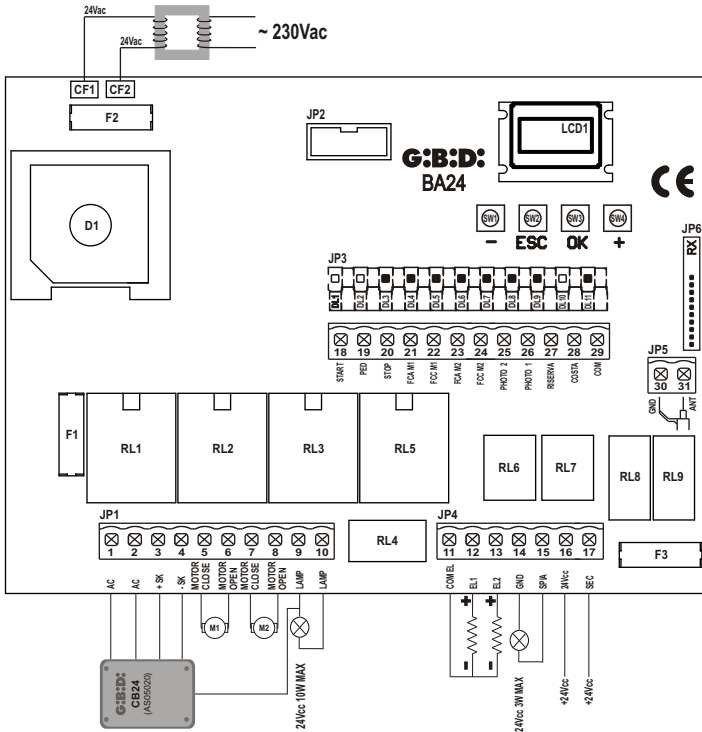 24Vac
24Vac
~ 230Vac
CF1 CF2
F2
JP2
LCD1
G:B:D:
BA24
CE
D1
SW1 SW2 SW3 SW4
- ESC OK +
JP6
RX
JP3
DL1 DL2 DL3 DL4 DL5 DL6 DL7 DL8 DL9 DL10 DL11
18 19 20 21 22 23 24 25 26 27 28 29
START PED STOP FCA M1 FCC M1 FCA M2 FCC M2 PHOTO 2 PHOTO 1 RISERVA COSTA COM
JP5
30 31
GND ANT
F1
RL1 RL2 RL3 RL5
RL6 RL7
RL8 RL9
RL4
F3
JP1
1 2 3 4 5 6 7 8 9 10
AC AC + SK - SK MOTOR CLOSE MOTOR OPEN MOTOR CLOSE MOTOR OPEN LAMP LAMP
JP4
11 12 13 14 15 16 17
COM EL EL1 EL2 GND SPIA 24Vcc SEC
M1 M2
+ +
- -
G:B:D:
CB24
(AS05020)
24Vcc 10W MAX
24Vcc 3W MAX
+24Vcc
+24Vcc